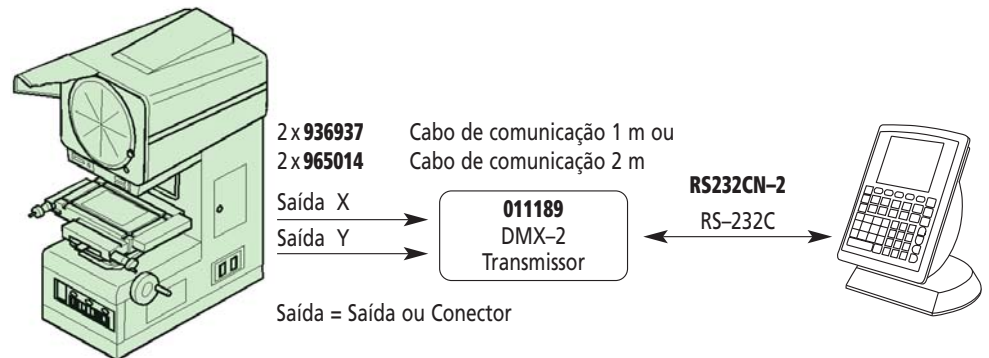 2 x 936937 Cabo de comunicação 1 m ou
2 x 965014 Cabo de comunicação 2 m
Saída X
Saída Y
011189
DMX–2
Transmissor
RS232CN–2
RS–232C
Saída = Saída ou Conector